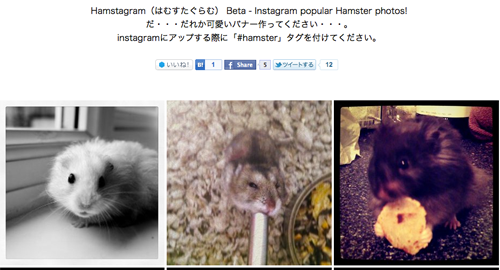 Hamstagram（はむすたぐらむ） Beta - Instagram popular Hamster photos!
だ・・・だれか可愛いバナー作ってください・・・。
instagramにアップする際に「#hamster」タグを付けてください。
いいね! B! 1 Share 5 ツイートする 12